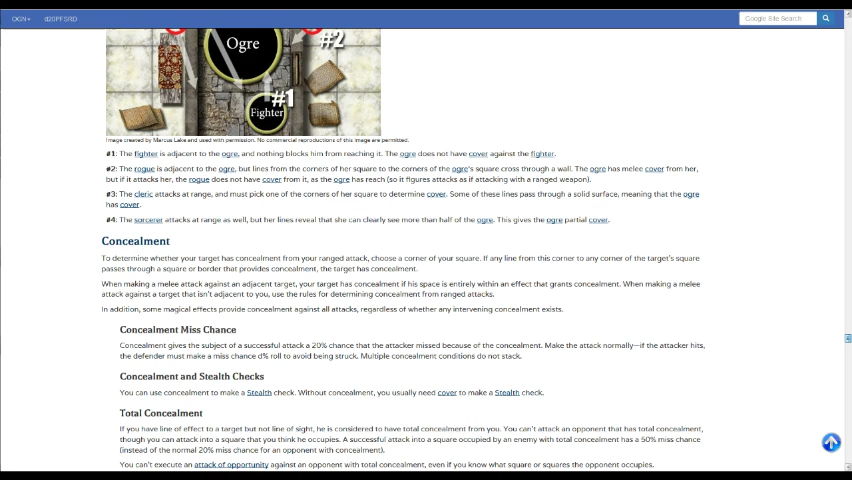 OGN d20PFSRD Google Site Search
Ogre
#2
#1
Fighter
Image created by Marcus Lake and used with permission. No commercial reproductions of this image are permitted.
#1: The fighter is adjacent to the ogre, and nothing blocks him from reaching it. The ogre does not have cover against the fighter.
#2: The rogue is adjacent to the ogre, but lines from the corners of her square to the corners of the ogre's square cross through a wall. The ogre has melee cover from her,
but if it attacks her, the rogue does not have cover from it, as the ogre has reach (so it figures attacks as if attacking with a ranged weapon).
#3: The cleric attacks at range, and must pick one of the corners of her square to determine cover. Some of these lines pass through a solid surface, meaning that the ogre
has cover.
#4: The sorcerer attacks at range as well, but her lines reveal that she can clearly see more than half of the ogre. This gives the ogre partial cover.
Concealment
To determine whether your target has concealment from your ranged attack, choose a corner of your square. If any line from this corner to any corner of the target's square
passes through a square or border that provides concealment, the target has concealment.
When making a melee attack against an adjacent target, your target has concealment if his space is entirely within an effect that grants concealment. When making a melee
attack against a target that isn't adjacent to you, use the rules for determining concealment from ranged attacks.
In addition, some magical effects provide concealment against all attacks, regardless of whether any intervening concealment exists.
Concealment Miss Chance
Concealment gives the subject of a successful attack a 20% chance that the attacker missed because of the concealment. Make the attack normally—if the attacker hits,
the defender must make a miss chance d% roll to avoid being struck. Multiple concealment conditions do not stack.
Concealment and Stealth Checks
You can use concealment to make a Stealth check. Without concealment, you usually need cover to make a Stealth check.
Total Concealment
If you have line of effect to a target but not line of sight, he is considered to have total concealment from you. You can't attack an opponent that has total concealment,
though you can attack into a square that you think he occupies. A successful attack into a square occupied by an enemy with total concealment has a 50% miss chance
(instead of the normal 20% miss chance for an opponent with concealment).
You can't execute an attack of opportunity against an opponent with total concealment, even if you know what square or squares the opponent occupies.